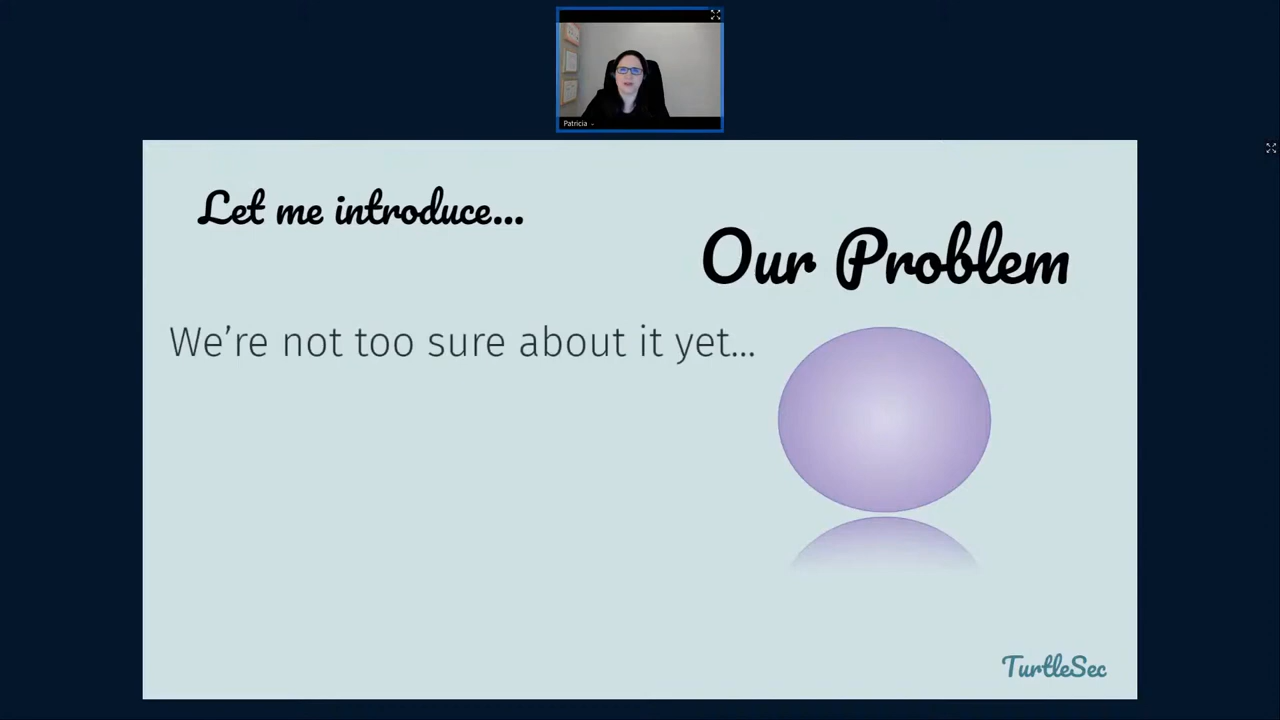 Patricia
Let me introduce...
Our Problem
We're not too sure about it yet...
TurtleSec